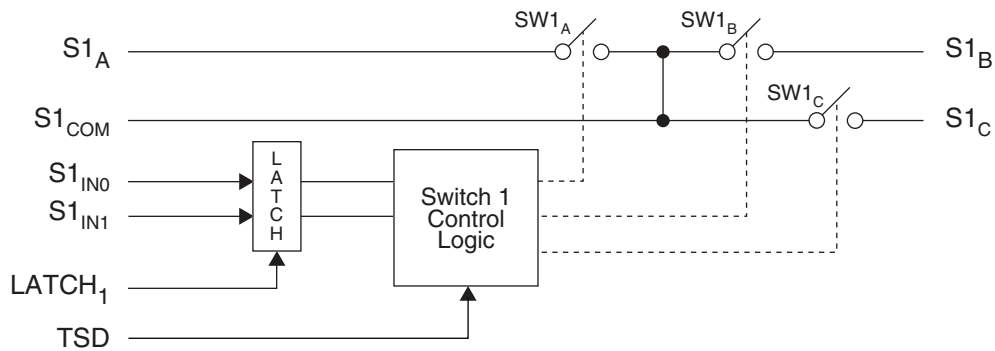 SW1A
SW1B
S1A
S1B
SW1C
S1COM
S1C
S1IN0
S1IN1
LATCH
Switch 1
Control
Logic
LATCH1
TSD